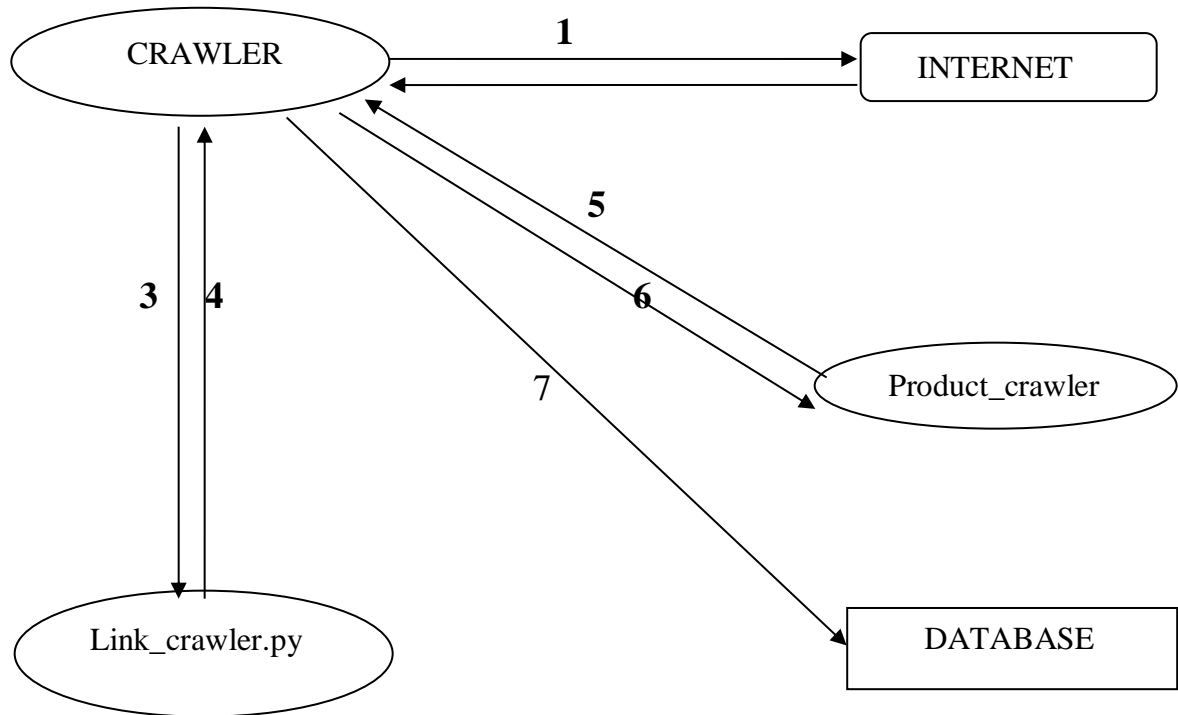 CRAWLER
1
INTERNET
5
3
4
6
7
Product_crawler
Link_crawler.py
DATABASE